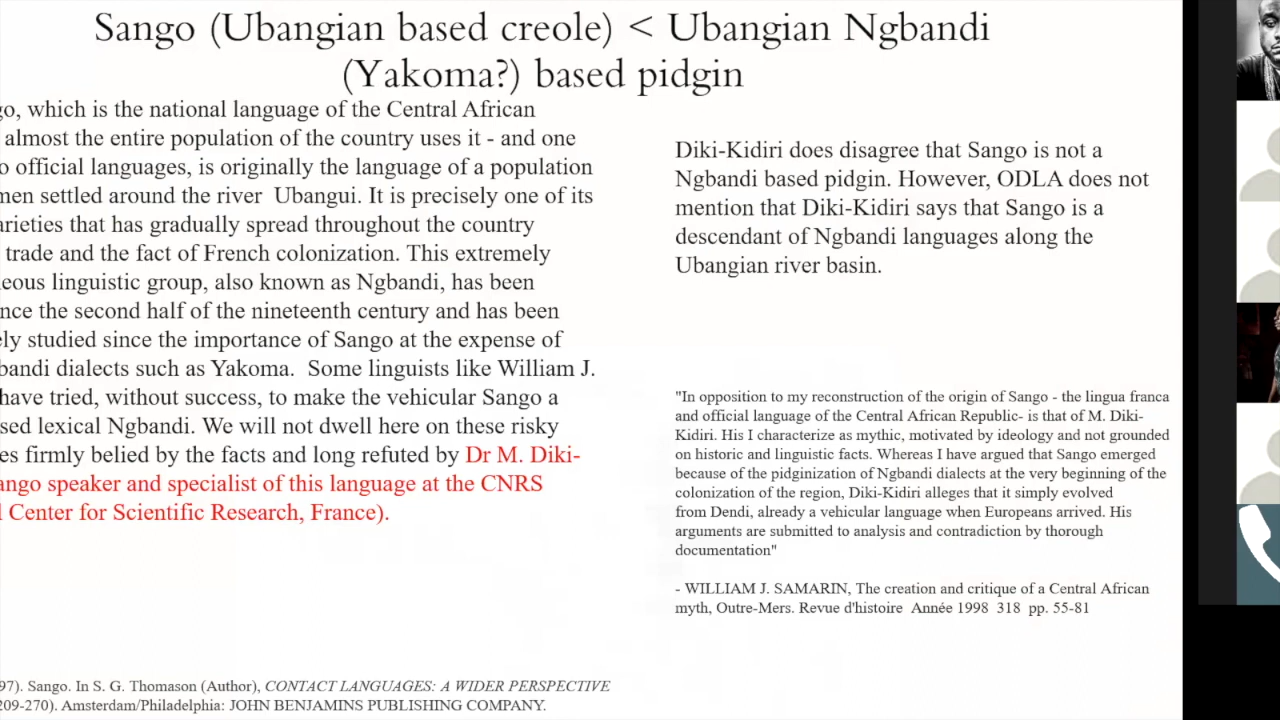 Sango (Ubangian based creole) < Ubangian Ngbandi
(Yakoma?) based pidgin
go, which is the national language of the Central African
almost the entire population of the country uses it - and one
o official languages, is originally the language of a population
men settled around the river Ubangui. It is precisely one of its
arieties that has gradually spread throughout the country
trade and the fact of French colonization. This extremely
eous linguistic group, also known as Ngbandi, has been
nce the second half of the nineteenth century and has been
ely studied since the importance of Sango at the expense of
bandi dialects such as Yakoma. Some linguists like William J.
have tried, without success, to make the vehicular Sango a
sed lexical Ngbandi. We will not dwell here on these risky
es firmly belied by the facts and long refuted by Dr M. Diki-
ango speaker and specialist of this language at the CNRS
l Center for Scientific Research, France).
Diki-Kidiri does disagree that Sango is not a
Ngbandi based pidgin. However, ODLA does not
mention that Diki-Kidiri says that Sango is a
descendant of Ngbandi languages along the
Ubangian river basin.
"In opposition to my reconstruction of the origin of Sango - the lingua franca
and official language of the Central African Republic- is that of M. Diki-
Kidiri. His I characterize as mythic, motivated by ideology and not grounded
on historic and linguistic facts. Whereas I have argued that Sango emerged
because of the pidginization of Ngbandi dialects at the very beginning of the
colonization of the region, Diki-Kidiri alleges that it simply evolved
from Dendi, already a vehicular language when Europeans arrived. His
arguments are submitted to analysis and contradiction by thorough
documentation"
- WILLIAM J. SAMARIN, The creation and critique of a Central African
myth, Outre-Mers. Revue d'histoire Année 1998 318 pp. 55-81
97). Sango. In S. G. Thomason (Author), CONTACT LANGUAGES: A WIDER PERSPECTIVE
209-270). Amsterdam/Philadelphia: JOHN BENJAMINS PUBLISHING COMPANY.